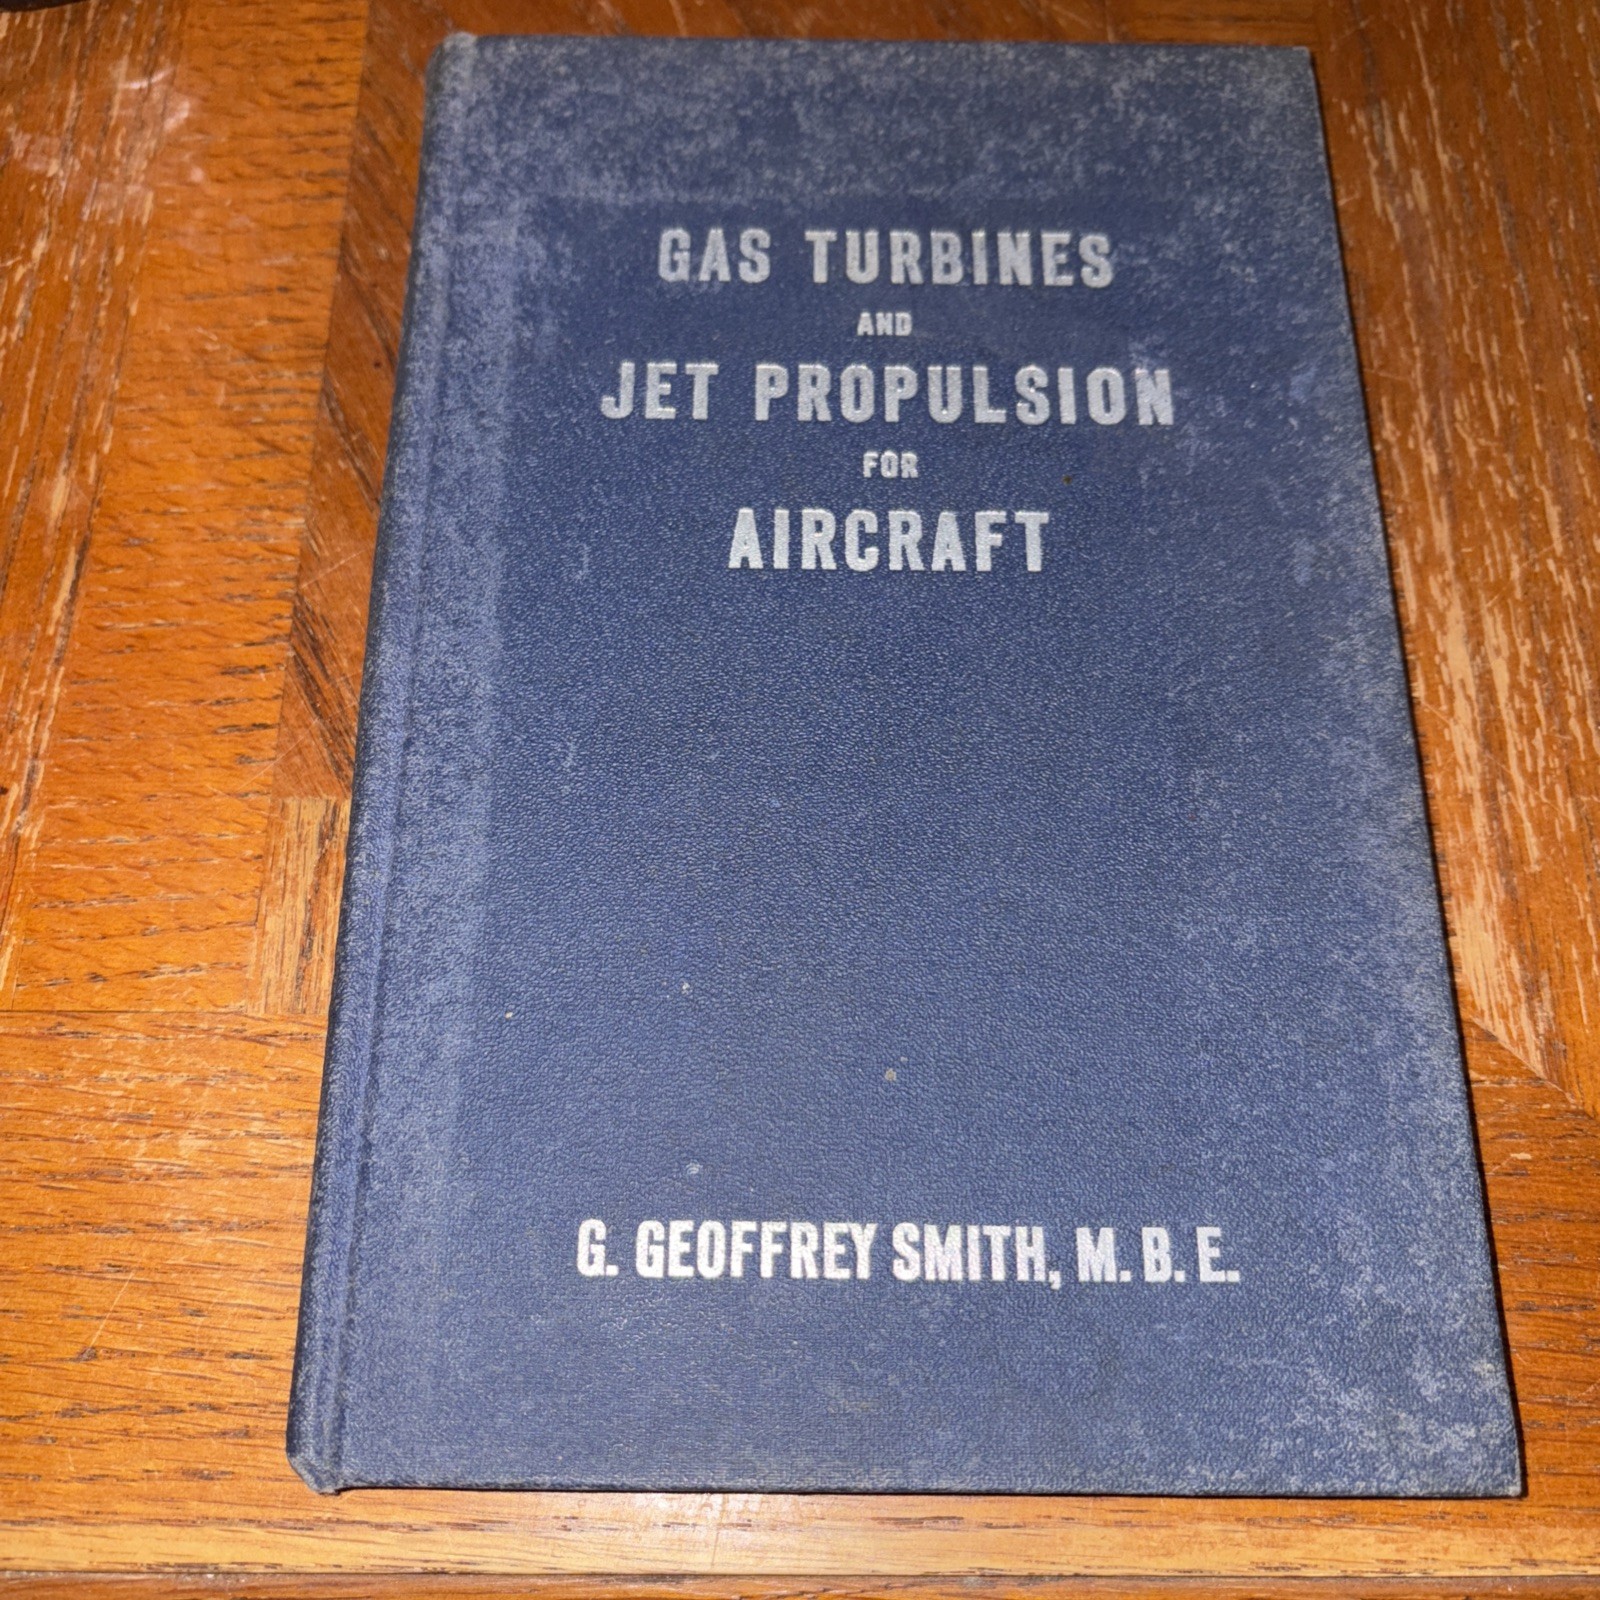 GAS TURBINES
AND
JET PROPULSION
FOR
AIRCRAFT
G. GEOFFREY SMITH, M. B. E.